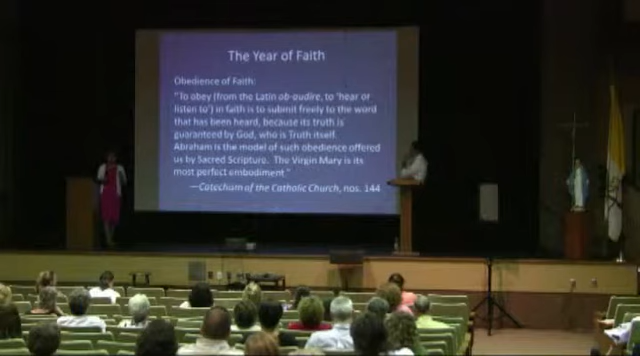 The Year of Faith
Obedience of Faith:
"To obey (from the Latin ob-audire, to 'hear or
listen to') in faith is to submit freely to the word
that has been heard, because its truth is
guaranteed by God, who is Truth itself.
Abraham is the model of such obedience offered
us by Sacred Scripture. The Virgin Mary is its
most perfect embodiment."
—Catechism of the Catholic Church, nos. 144